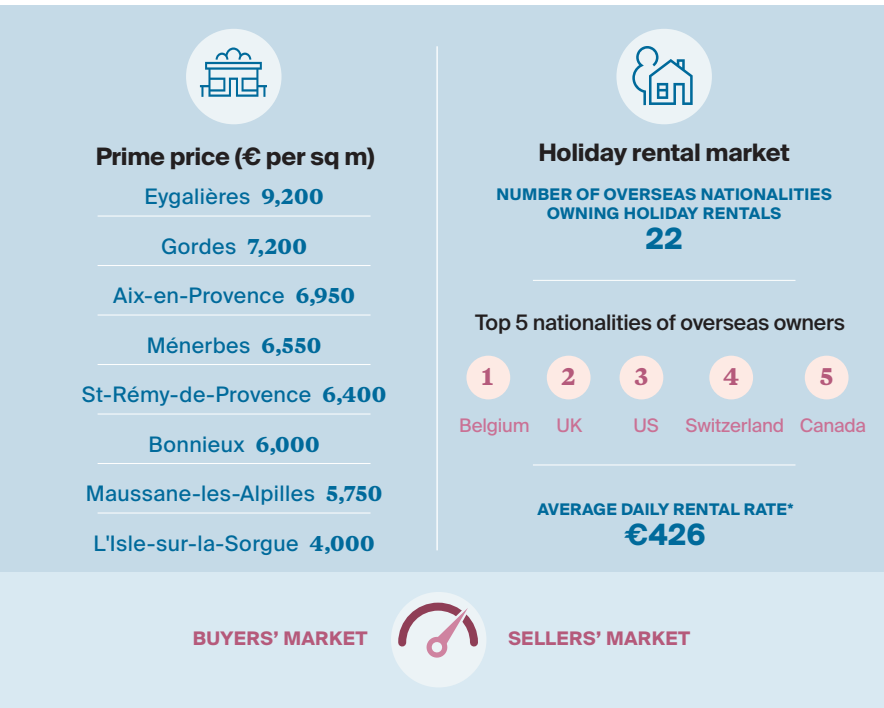 Prime price (€ per sq m)
Eygalières 9,200
Gordes 7,200
Aix-en-Provence 6,950
Ménerbes 6,550
St-Rémy-de-Provence 6,400
Bonnieux 6,000
Maussane-les-Alpilles 5,750
L'Isle-sur-la-Sorgue 4,000
Holiday rental market
NUMBER OF OVERSEAS NATIONALITIES
OWNING HOLIDAY RENTALS
22
Top 5 nationalities of overseas owners
1 2 3 4 5
Belgium UK US Switzerland Canada
AVERAGE DAILY RENTAL RATE*
€426
BUYERS’ MARKET SELLERS’ MARKET